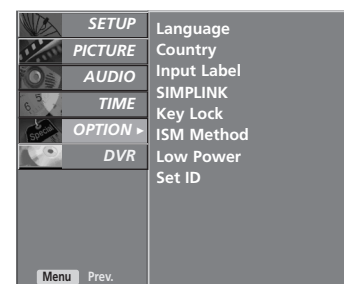 SETUP
PICTURE
AUDIO
TIME
OPTION ►
DVR
Language
Country
Input Label
SIMPLINK
Key Lock
ISM Method
Low Power
Set ID
Menu Prev.